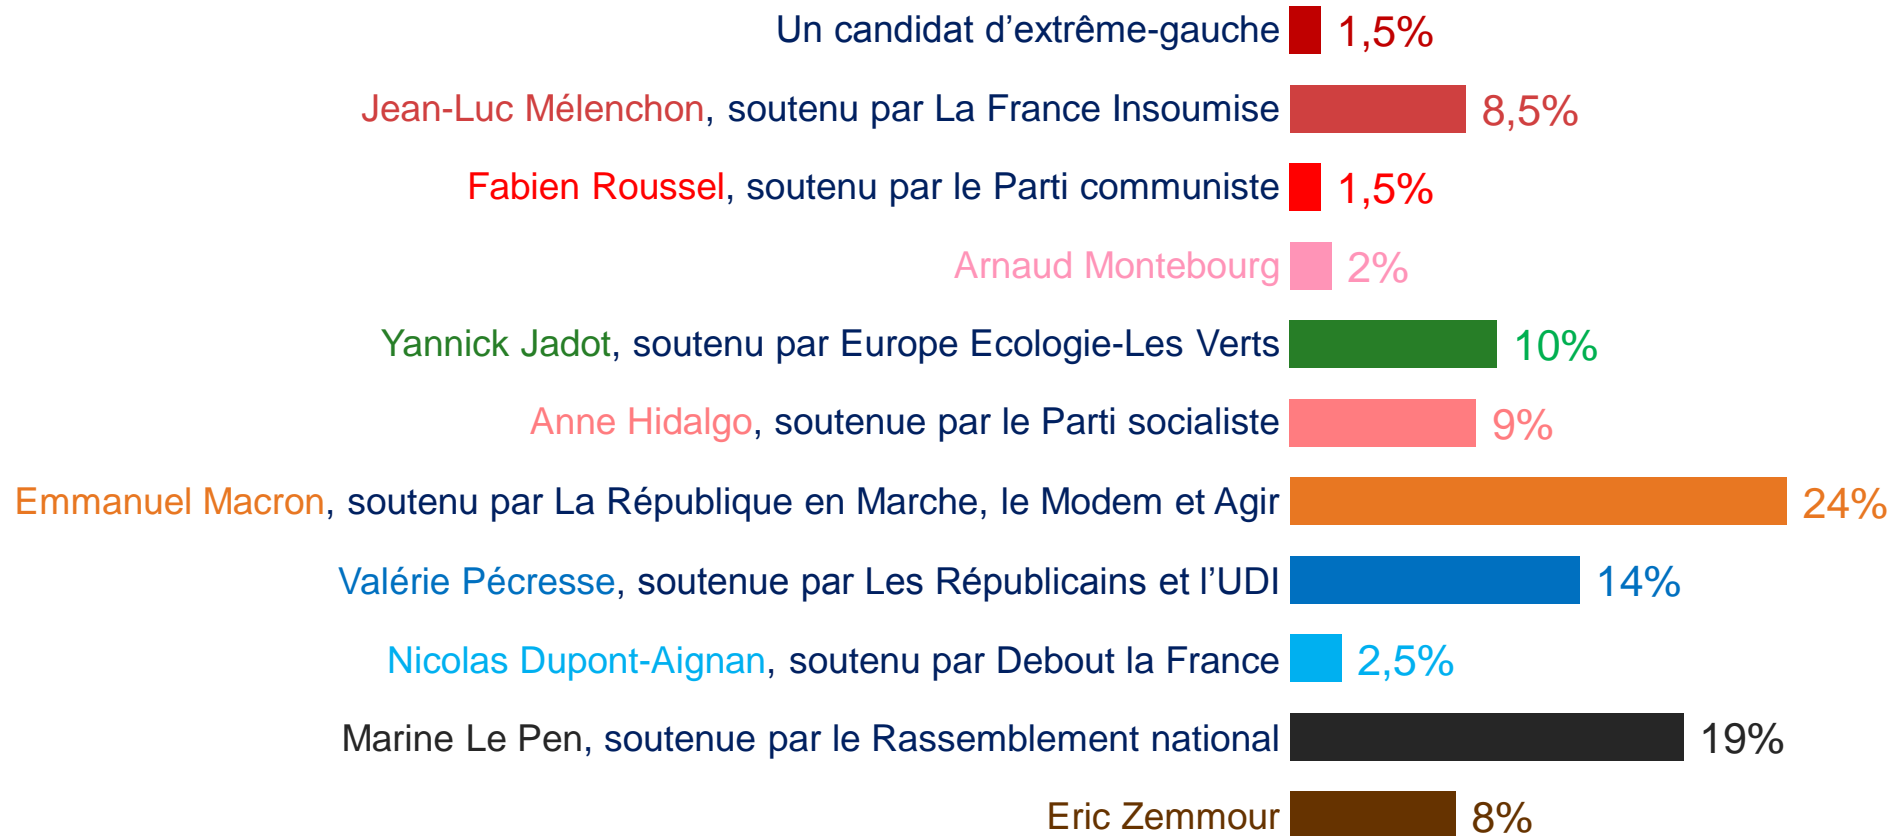 Un candidat d’extrême-gauche 1,5%
Jean-Luc Mélenchon, soutenu par La France Insoumise 8,5%
Fabien Roussel, soutenu par le Parti communiste 1,5%
Arnaud Montebourg 2%
Yannick Jadot, soutenu par Europe Ecologie-Les Verts 10%
Anne Hidalgo, soutenue par le Parti socialiste 9%
Emmanuel Macron, soutenu par La République en Marche, le Modem et Agir 24%
Valérie Pécresse, soutenue par Les Républicains et l’UDI 14%
Nicolas Dupont-Aignan, soutenu par Debout la France 2,5%
Marine Le Pen, soutenue par le Rassemblement national 19%
Eric Zemmour 8%